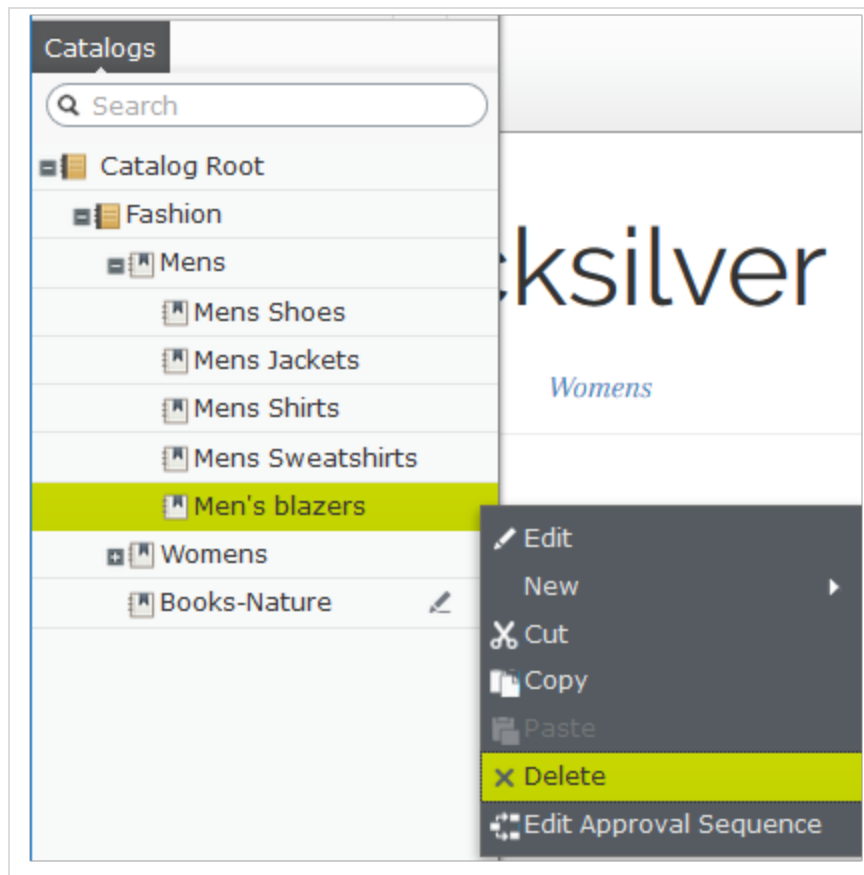 Catalogs
Search
Catalog Root
Fashion
Mens
Mens Shoes
Mens Jackets
Mens Shirts
Mens Sweatshirts
Men's blazers
Womens
Books-Nature
cksilver
Womens
Edit
New
Cut
Copy
Paste
Delete
Edit Approval Sequence